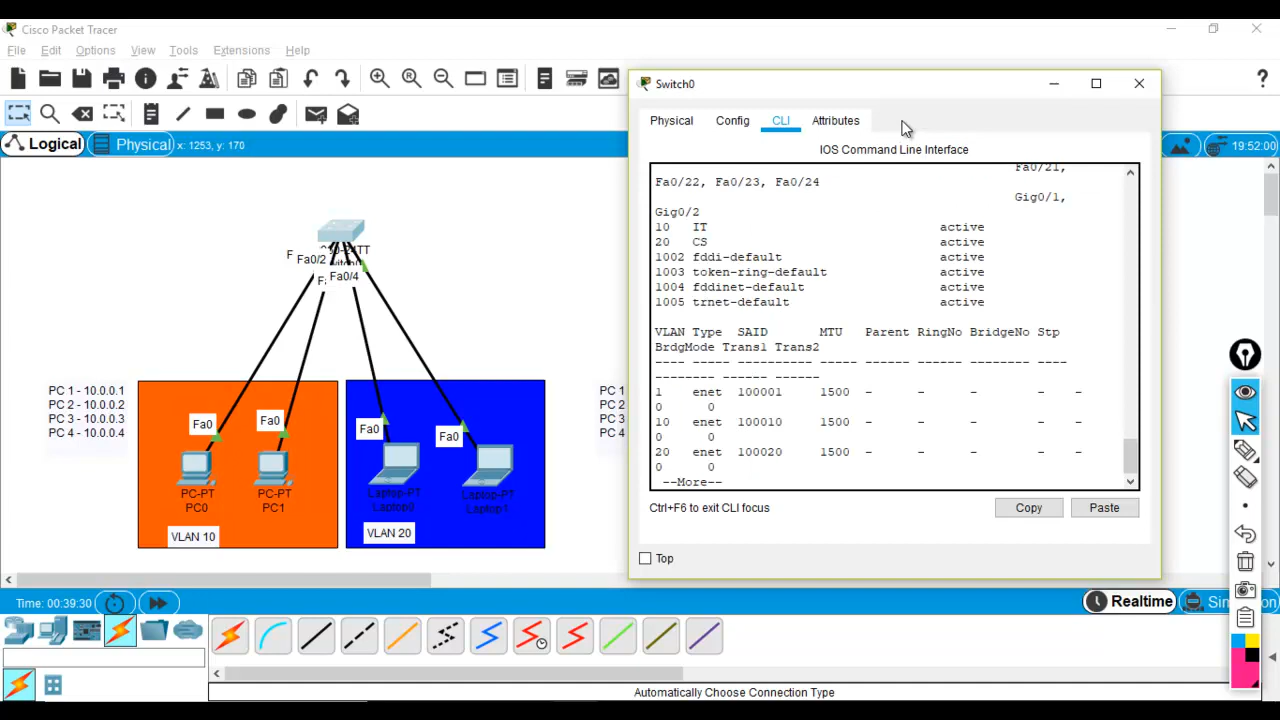 Cisco Packet Tracer
File Edit Options View Tools Extensions Help
?
Logical
Physical x: 1253, y: 170
19:52:00
Switch0
Physical Config CLI Attributes
IOS Command Line Interface
Fa0/21,
Fa0/22, Fa0/23, Fa0/24
Gig0/1,
Gig0/2
10 IT active
20 CS active
1002 fddi-default active
1003 token-ring-default active
1004 fddinet-default active
1005 trnet-default active
VLAN Type SAID MTU Parent RingNo BridgeNo Stp
BrdgMode Trans1 Trans2
---- ----- ---------- ----- ------ ------ -------- ----
-------- ------ ------
1 enet 100001 1500 - - - - -
0 0
10 enet 100010 1500 - - - - -
0 0
20 enet 100020 1500 - - - - -
0 0
--More--
Ctrl+F6 to exit CLI focus
Copy
Paste
Top
Fa0/2
Fa0/4
PC 1 - 10.0.0.1
PC 2 - 10.0.0.2
PC 3 - 10.0.0.3
PC 4 - 10.0.0.4
Fa0
Fa0
Fa0
Fa0
PC-PT
PC0
PC-PT
PC1
Laptop-PT
Laptop0
Laptop-PT
Laptop1
VLAN 10
VLAN 20
PC 1
PC 2
PC 3
PC 4
Time: 00:39:30
Realtime
Automatically Choose Connection Type